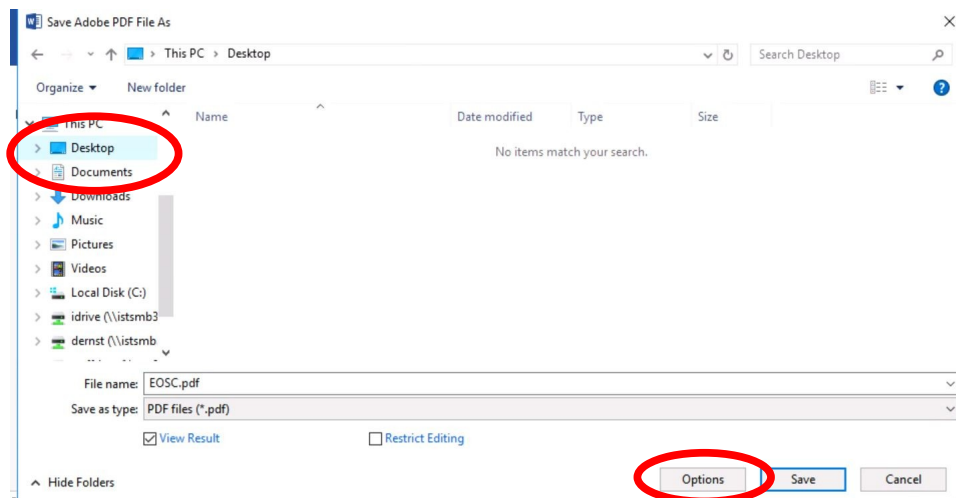 Save Adobe PDF File As
This PC > Desktop
Search Desktop
Organize
New folder
Name
Date modified
Type
Size
No items match your search.
This PC
Desktop
Documents
Downloads
Music
Pictures
Videos
Local Disk (C:)
idrive (\\istsmb3
dernst (\\istsmb
File name: EOSC.pdf
Save as type: PDF files (*.pdf)
View Result
Restrict Editing
Hide Folders
Options
Save
Cancel